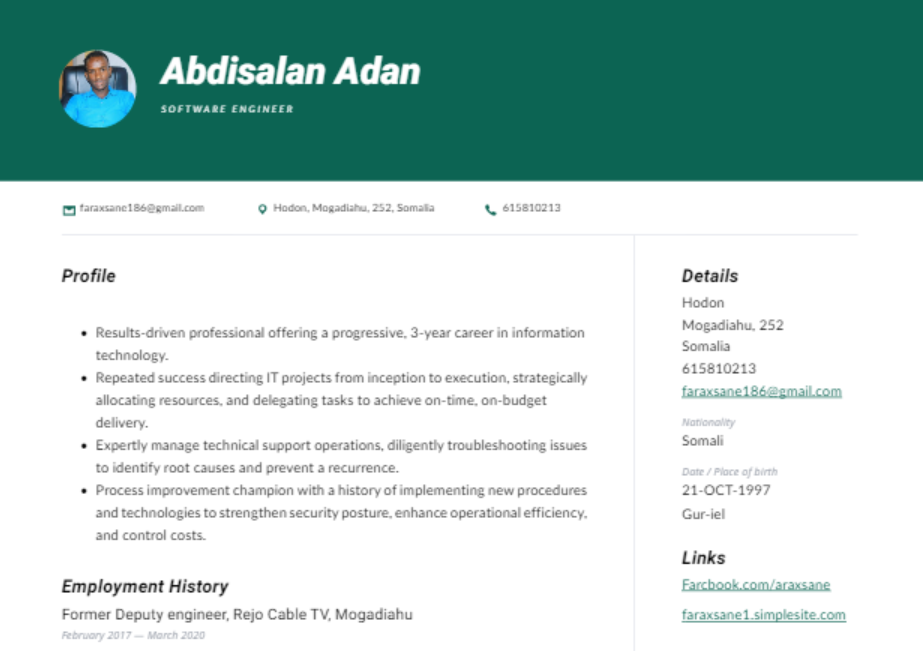 Abdisalan Adan
SOFTWARE ENGINEER
faraxsane186@gmail.com
Hodon, Mogadiahu, 252, Somalia
615810213
Profile
• Results-driven professional offering a progressive, 3-year career in information
technology.
• Repeated success directing IT projects from inception to execution, strategically
allocating resources, and delegating tasks to achieve on-time, on-budget
delivery.
• Expertly manage technical support operations, diligently troubleshooting issues
to identify root causes and prevent a recurrence.
• Process improvement champion with a history of implementing new procedures
and technologies to strengthen security posture, enhance operational efficiency,
and control costs.
Employment History
Former Deputy engineer, Rejo Cable TV, Mogadiahu
February 2017 — March 2020
Details
Hodon
Mogadiahu, 252
Somalia
615810213
faraxsane186@gmail.com
Nationality
Somali
Date / Place of birth
21-OCT-1997
Gur-iel
Links
Farcbook.com/araxsane
faraxsane1.simplesite.com